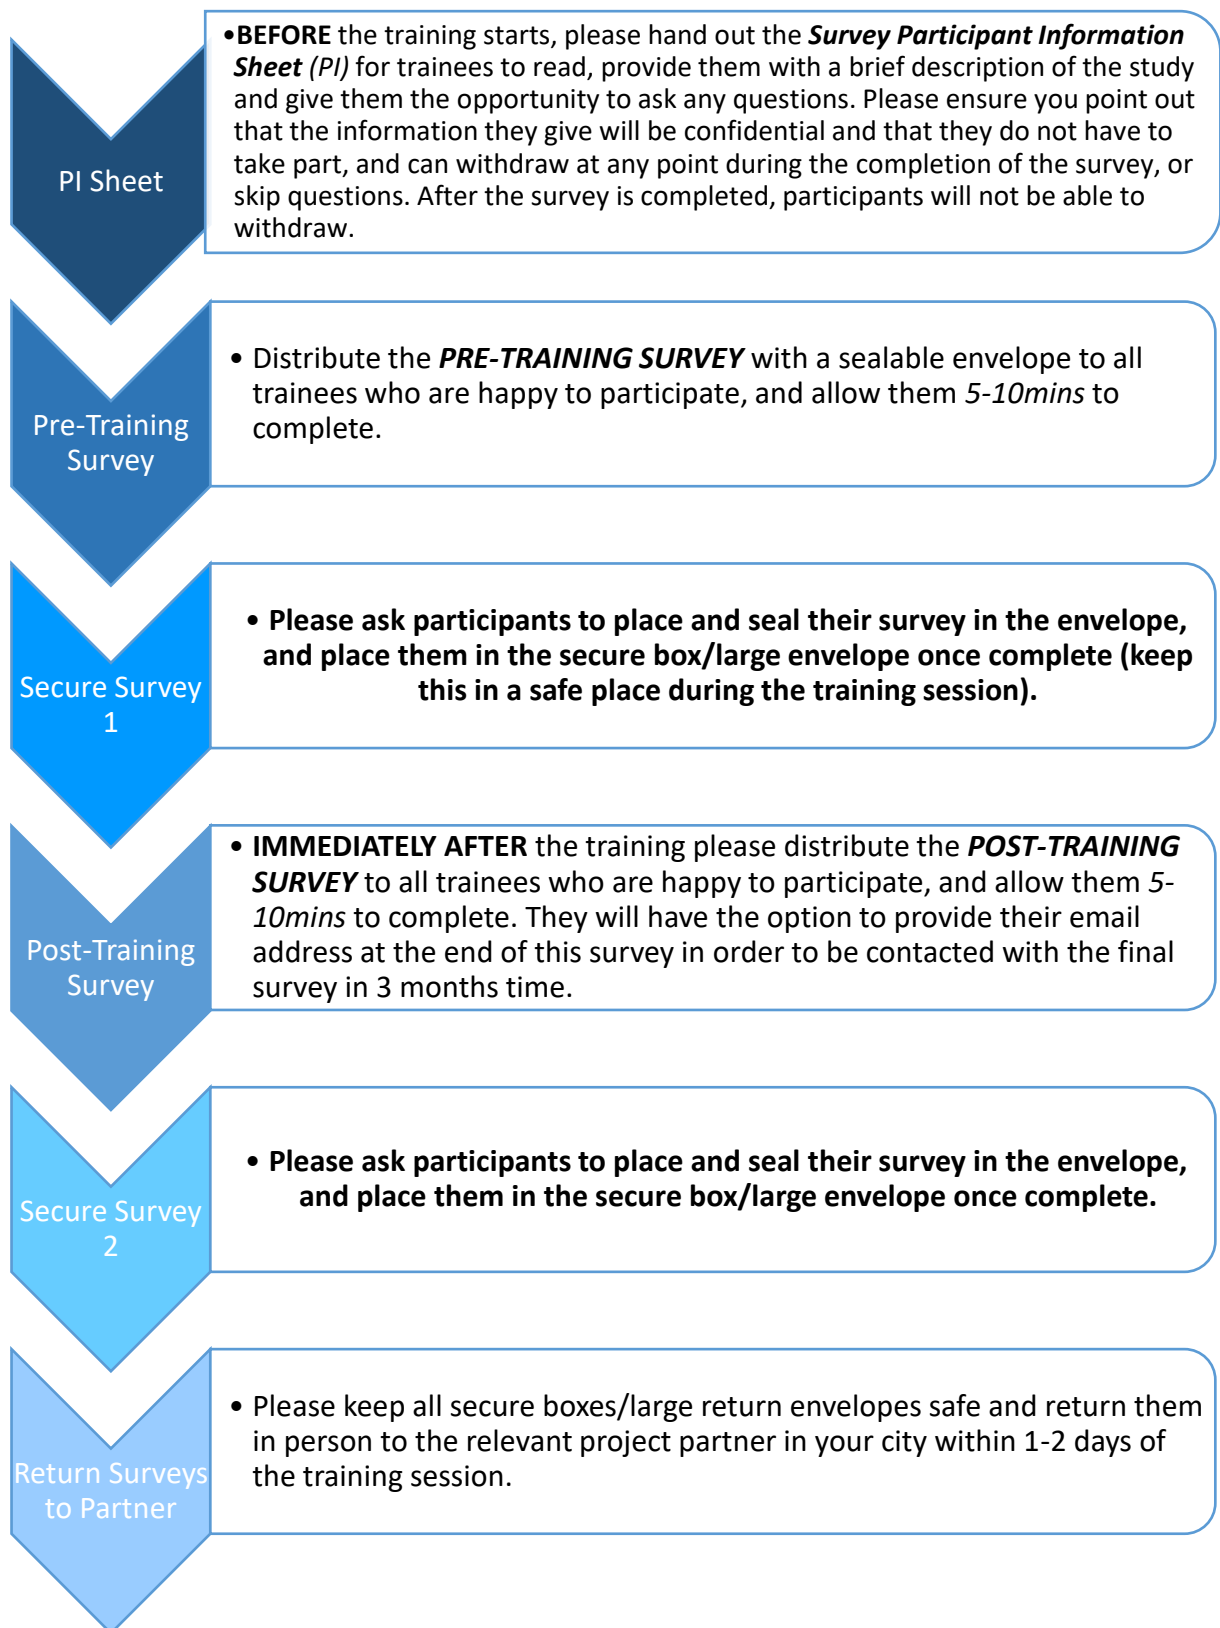 •BEFORE the training starts, please hand out the Survey Participant Information
Sheet (PI) for trainees to read, provide them with a brief description of the study
and give them the opportunity to ask any questions. Please ensure you point out
that the information they give will be confidential and that they do not have to
take part, and can withdraw at any point during the completion of the survey, or
skip questions. After the survey is completed, participants will not be able to
withdraw.
PI Sheet
• Distribute the PRE-TRAINING SURVEY with a sealable envelope to all
trainees who are happy to participate, and allow them 5-10mins to
complete.
Pre-Training
Survey
• Please ask participants to place and seal their survey in the envelope,
and place them in the secure box/large envelope once complete (keep
this in a safe place during the training session).
Secure Survey
1
• IMMEDIATELY AFTER the training please distribute the POST-TRAINING
SURVEY to all trainees who are happy to participate, and allow them 5-
10mins to complete. They will have the option to provide their email
address at the end of this survey in order to be contacted with the final
survey in 3 months time.
Post-Training
Survey
• Please ask participants to place and seal their survey in the envelope,
and place them in the secure box/large envelope once complete.
Secure Survey
2
• Please keep all secure boxes/large return envelopes safe and return them
in person to the relevant project partner in your city within 1-2 days of
the training session.
Return Surveys
to Partner